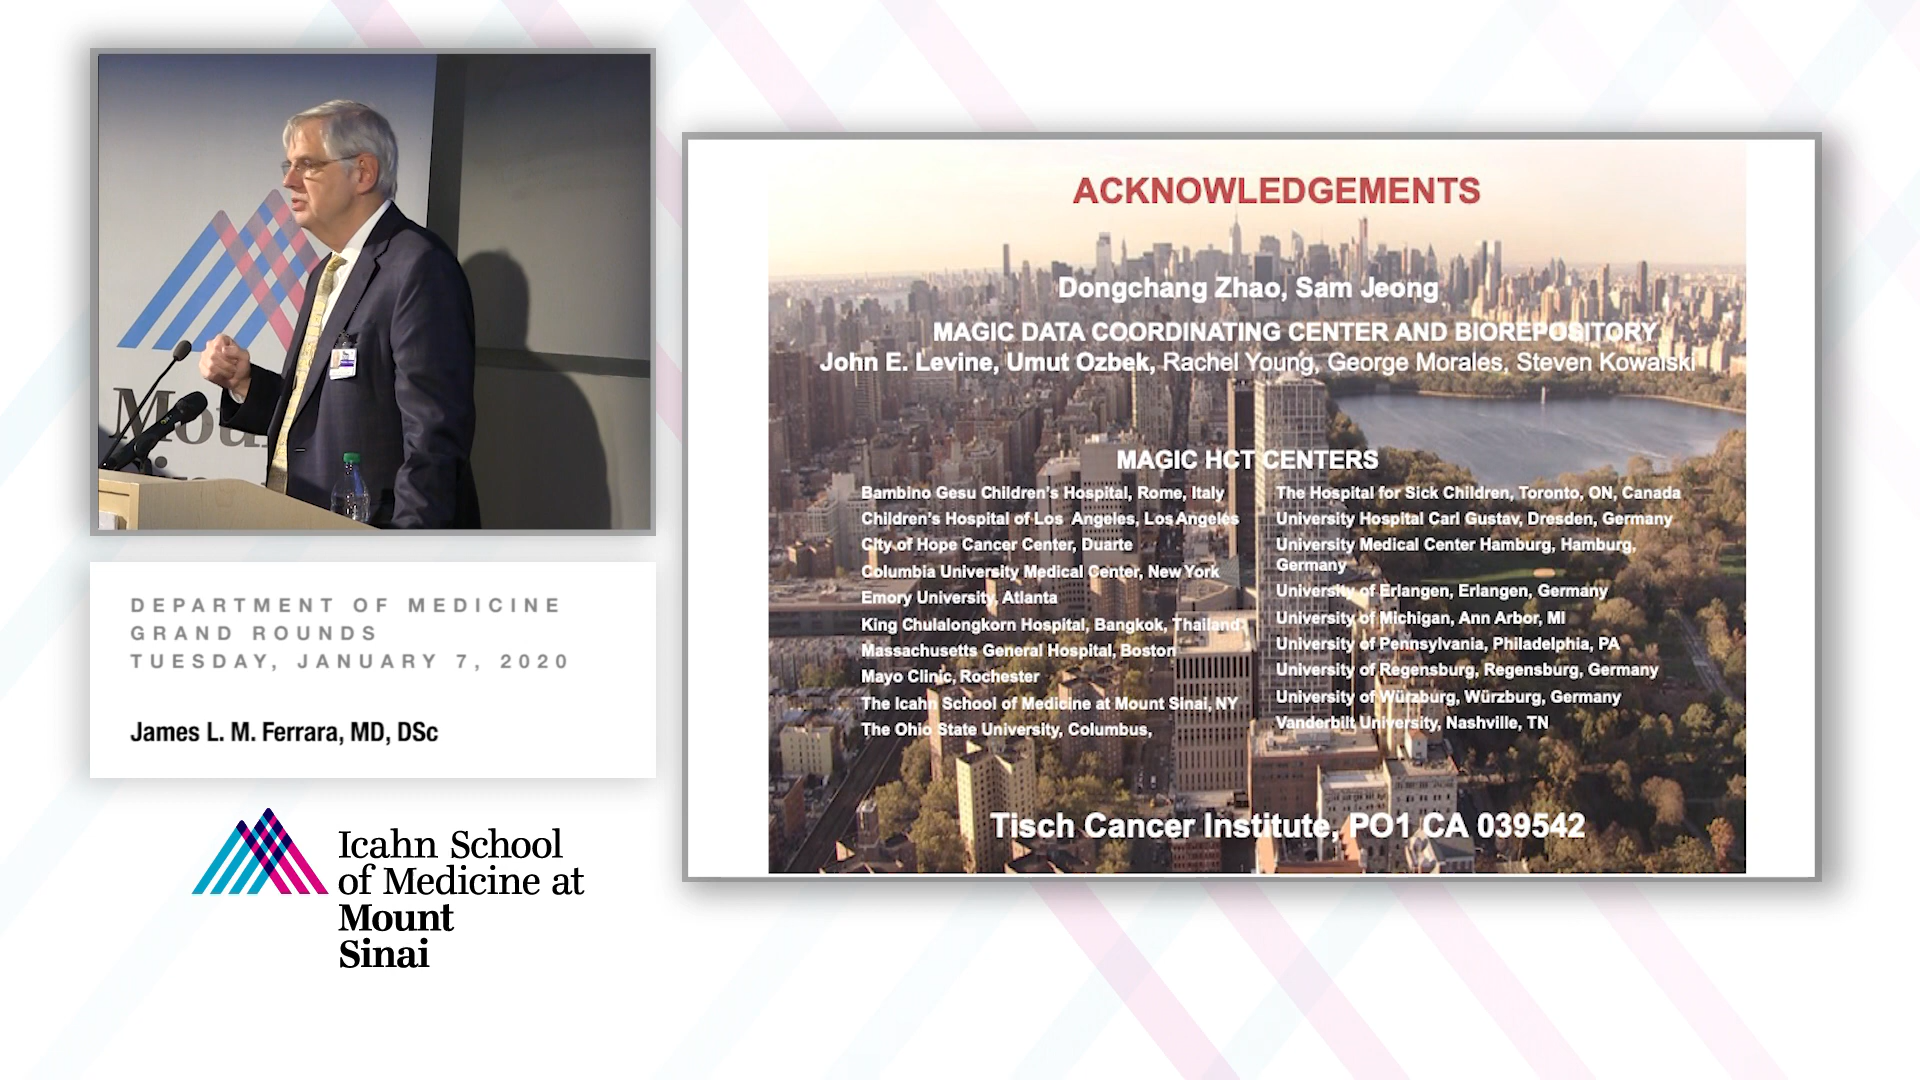 Mou
DEPARTMENT OF MEDICINE
GRAND ROUNDS
TUESDAY, JANUARY 7, 2020
James L. M. Ferrara, MD, DSc
Icahn School
of Medicine at
Mount
Sinai
ACKNOWLEDGEMENTS
Dongchang Zhao, Sam Jeong
MAGIC DATA COORDINATING CENTER AND BIOREPOSITORY
John E. Levine, Umut Ozbek, Rachel Young, George Morales, Steven Kowalski
MAGIC HCT CENTERS
Bambino Gesu Children's Hospital, Rome, Italy
Children's Hospital of Los Angeles, Los Angeles
City of Hope Cancer Center, Duarte
Columbia University Medical Center, New York
Emory University, Atlanta
King Chulalongkorn Hospital, Bangkok, Thailand
Massachusetts General Hospital, Boston
Mayo Clinic, Rochester
The Icahn School of Medicine at Mount Sinai, NY
The Ohio State University, Columbus,
The Hospital for Sick Children, Toronto, ON, Canada
University Hospital Carl Gustav, Dresden, Germany
University Medical Center Hamburg, Hamburg,
Germany
University of Erlangen, Erlangen, Germany
University of Michigan, Ann Arbor, MI
University of Pennsylvania, Philadelphia, PA
University of Regensburg, Regensburg, Germany
University of Würzburg, Würzburg, Germany
Vanderbilt University, Nashville, TN
Tisch Cancer Institute, PO1 CA 039542